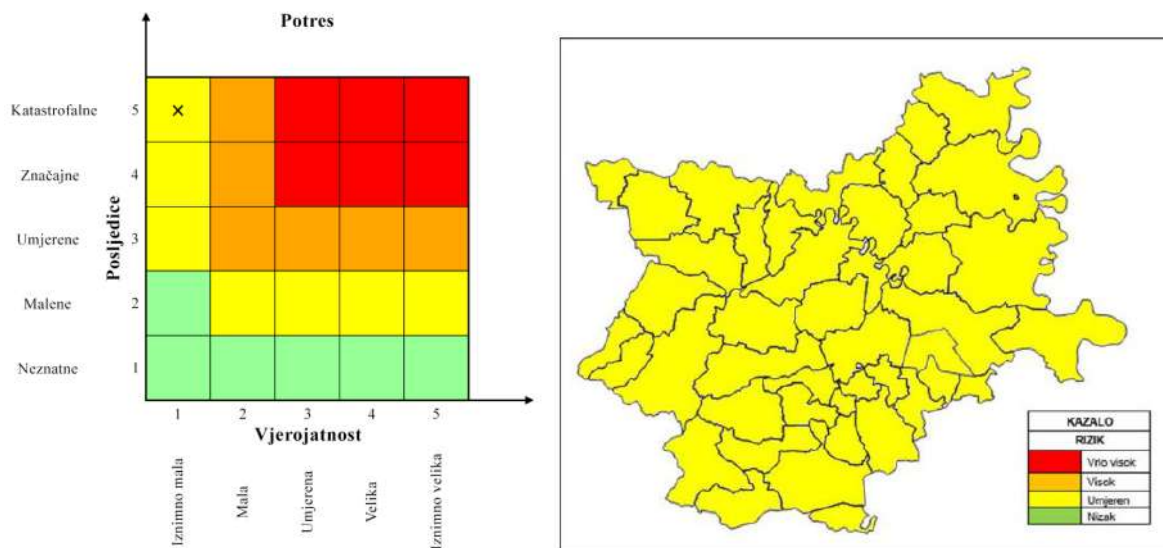 Potres
Katastrofalne 5
Značajne 4
Umjerene 3
Malene 2
Neznatne 1
Posljedice
1 2 3 4 5
Vjerojatnost
Iznimno mala
Mala
Umjerena
Velika
Iznimno velika
KAZALO
RIZIK
Vrlo visok
Visok
Umjeren
Nizak